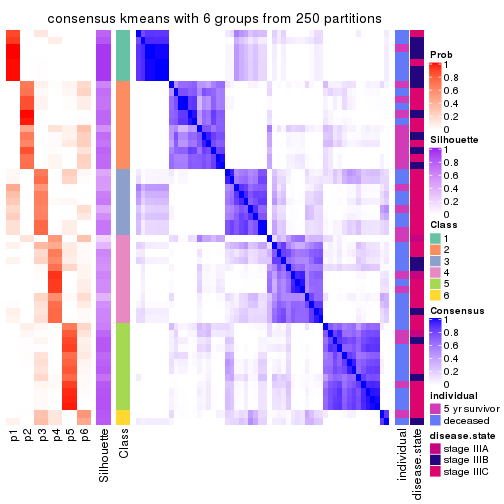 consensus kmeans with 6 groups from 250 partitions
Prob
1
0.8
0.6
0.4
0.2
0
Silhouette
1
0.8
0.6
0.4
0.2
0
Class
1
2
3
4
5
6
Consensus
1
0.8
0.6
0.4
0.2
0
individual
5 yr survivor
deceased
disease.state
stage IIIA
stage IIIB
stage IIIC
p1
p2
p3
p4
p5
p6
Silhouette
Class
individual
disease.state